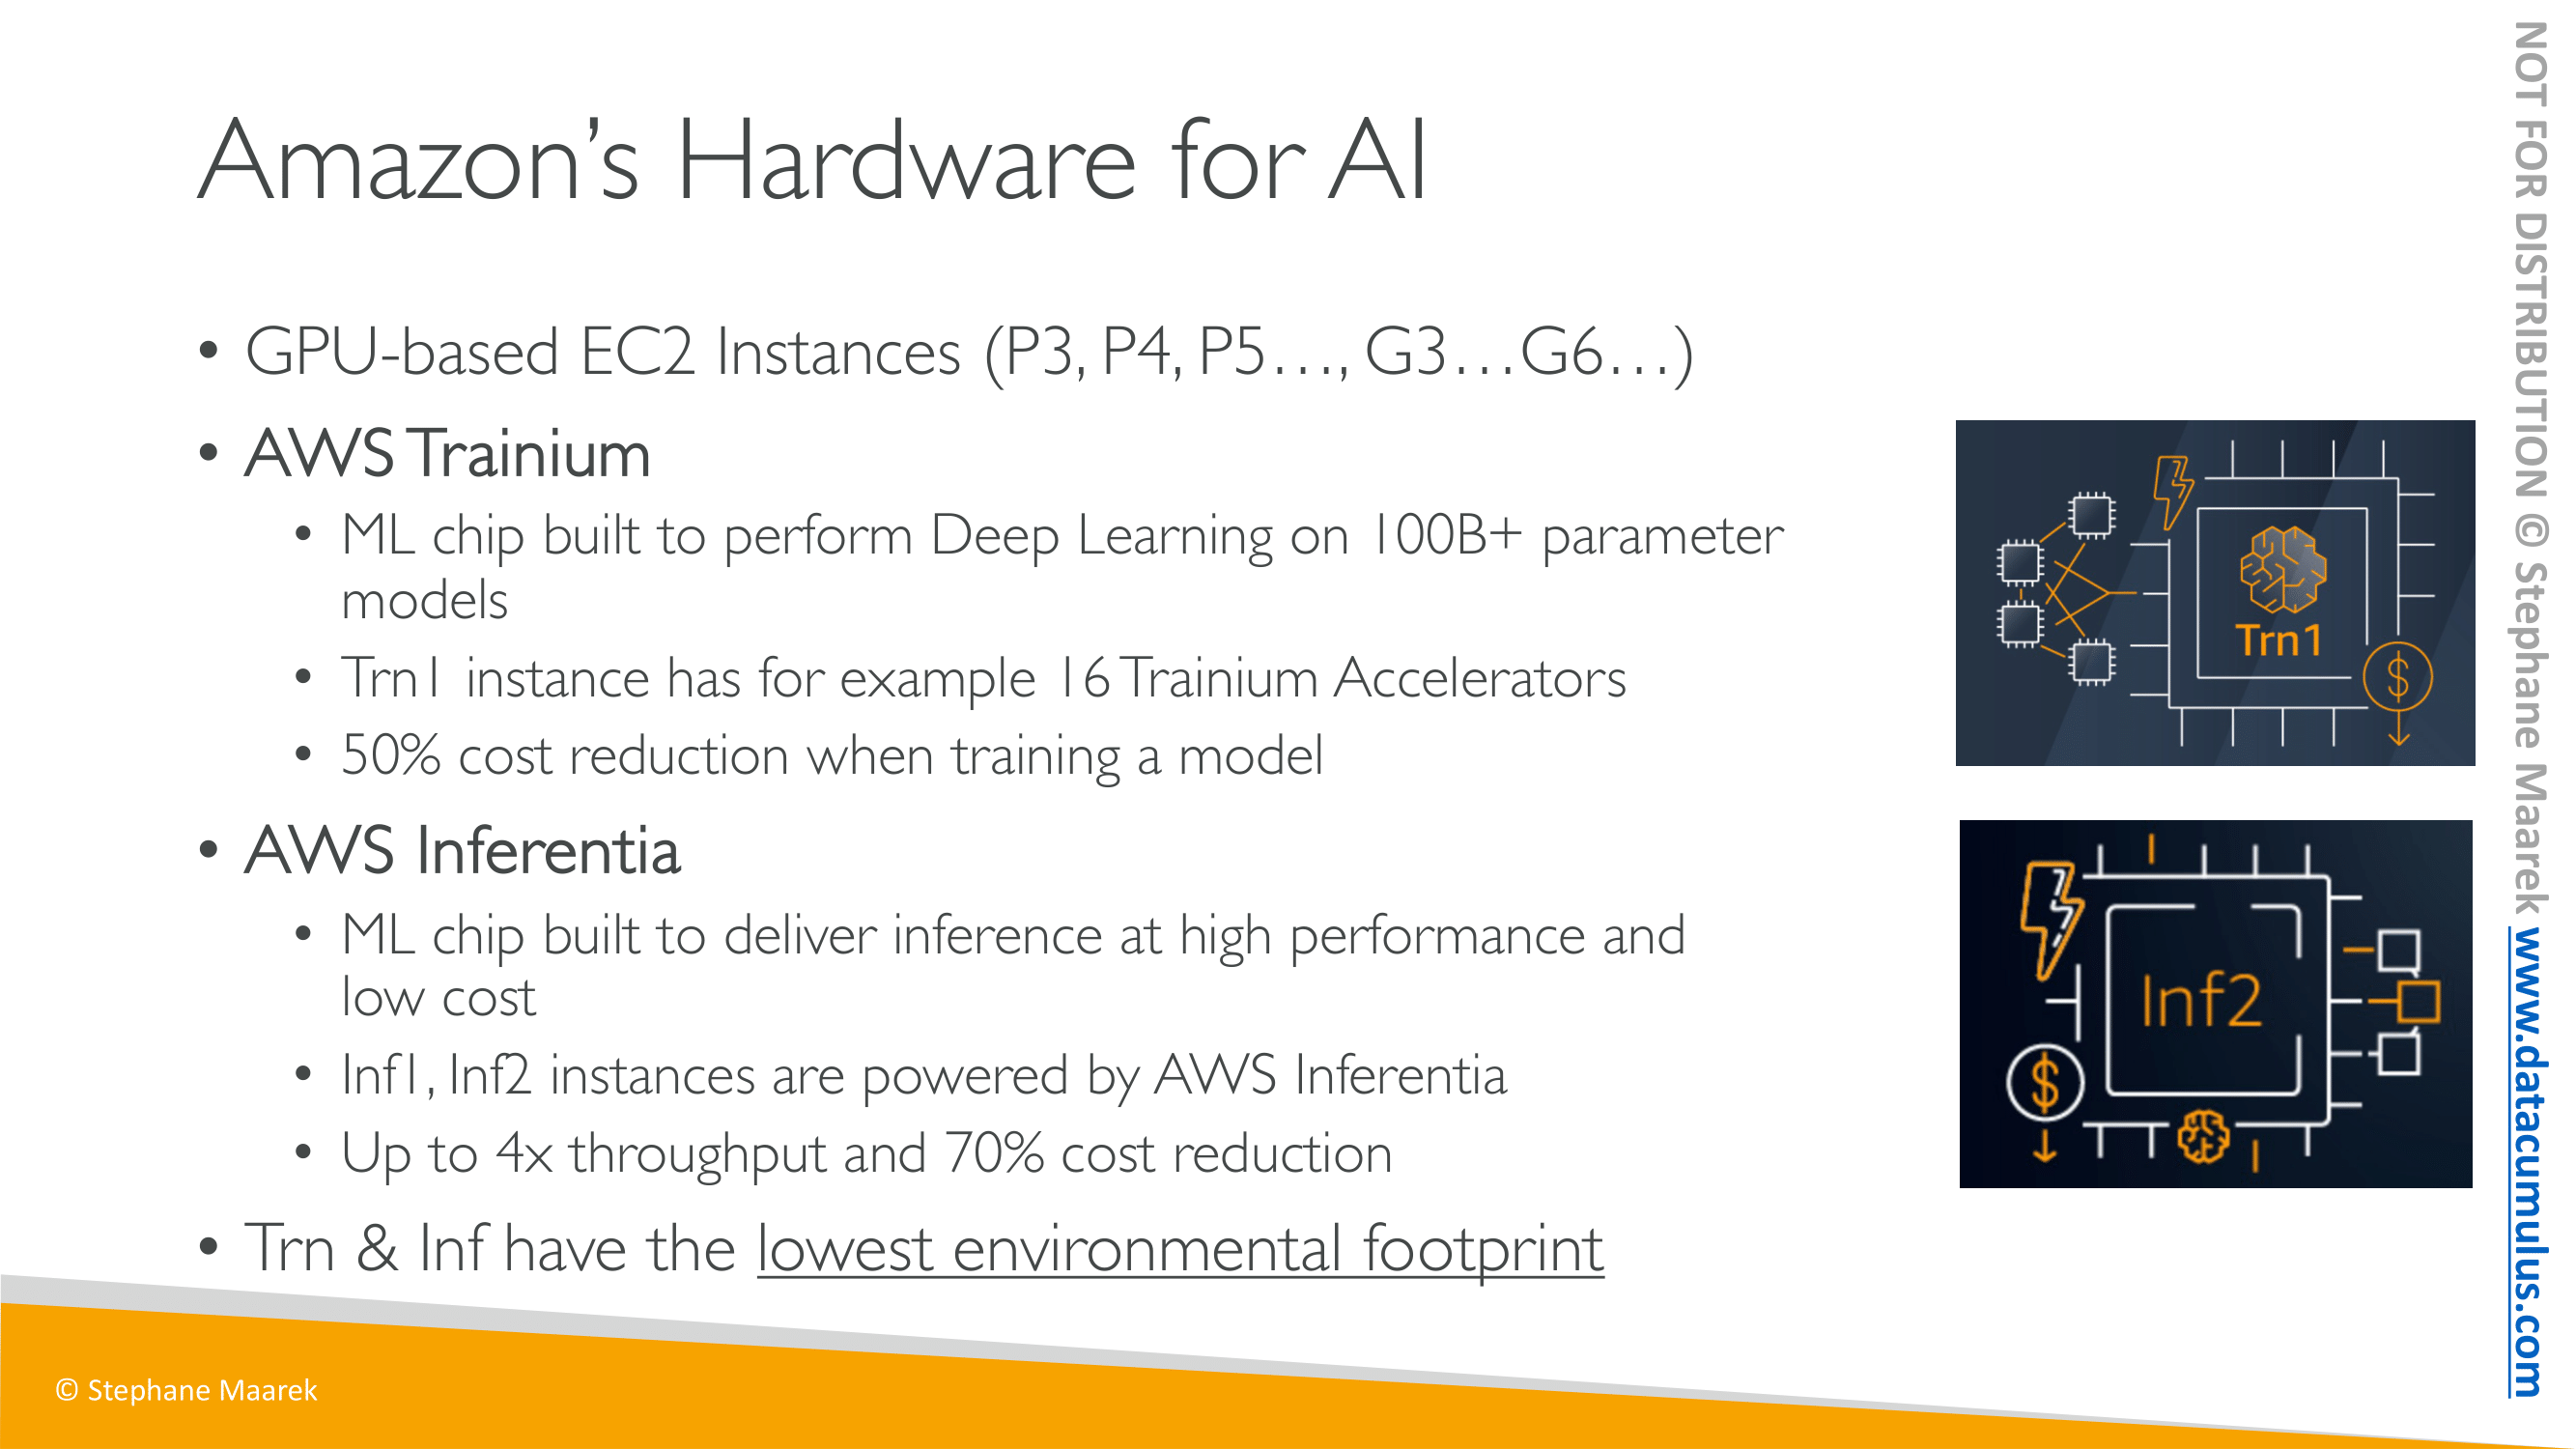 Amazon’s Hardware for AI
• GPU-based EC2 Instances (P3, P4, P5…, G3…G6…)
• AWS Trainium
• ML chip built to perform Deep Learning on 100B+ parameter
models
• Trn1 instance has for example 16 Trainium Accelerators
• 50% cost reduction when training a model
• AWS Inferentia
• ML chip built to deliver inference at high performance and
low cost
• Inf1, Inf2 instances are powered by AWS Inferentia
• Up to 4x throughput and 70% cost reduction
• Trn & Inf have the lowest environmental footprint
Trn1
$
Inf2
$
© Stephane Maarek
NOT FOR DISTRIBUTION © Stephane Maarek www.datacumulus.com